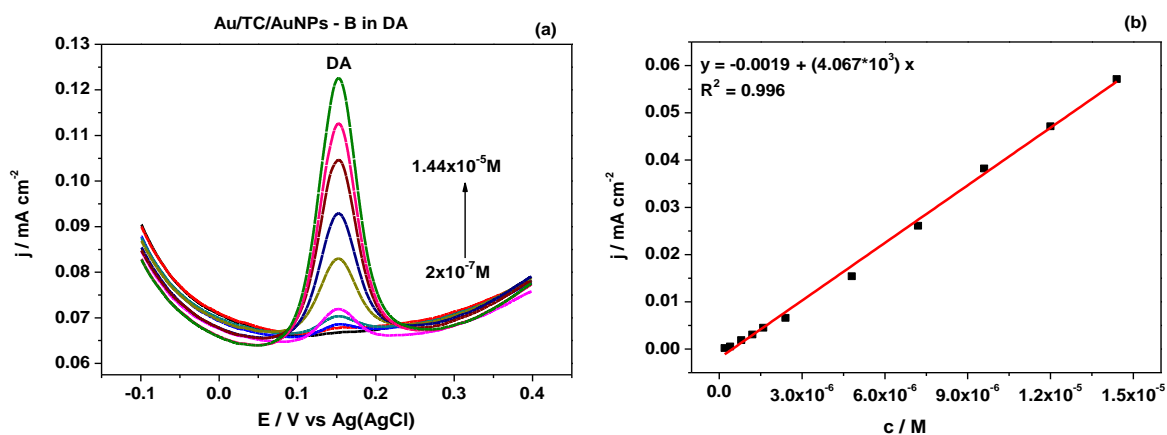 Au/TC/AuNPs - B in DA
(a)
DA
1.44x10⁻⁵M
2x10⁻⁷M
0.13
0.12
0.11
0.10
0.09
0.08
0.07
0.06
j / mA cm⁻²
-0.1
0.0
0.1
0.2
0.3
0.4
E / V vs Ag(AgCl)
(b)
y = -0.0019 + (4.067*10³) x
R² = 0.996
0.06
0.05
0.04
0.03
0.02
0.01
0.00
j / mA cm⁻²
0.0
3.0x10⁻⁶
6.0x10⁻⁶
9.0x10⁻⁶
1.2x10⁻⁵
1.5x10⁻⁵
c / M